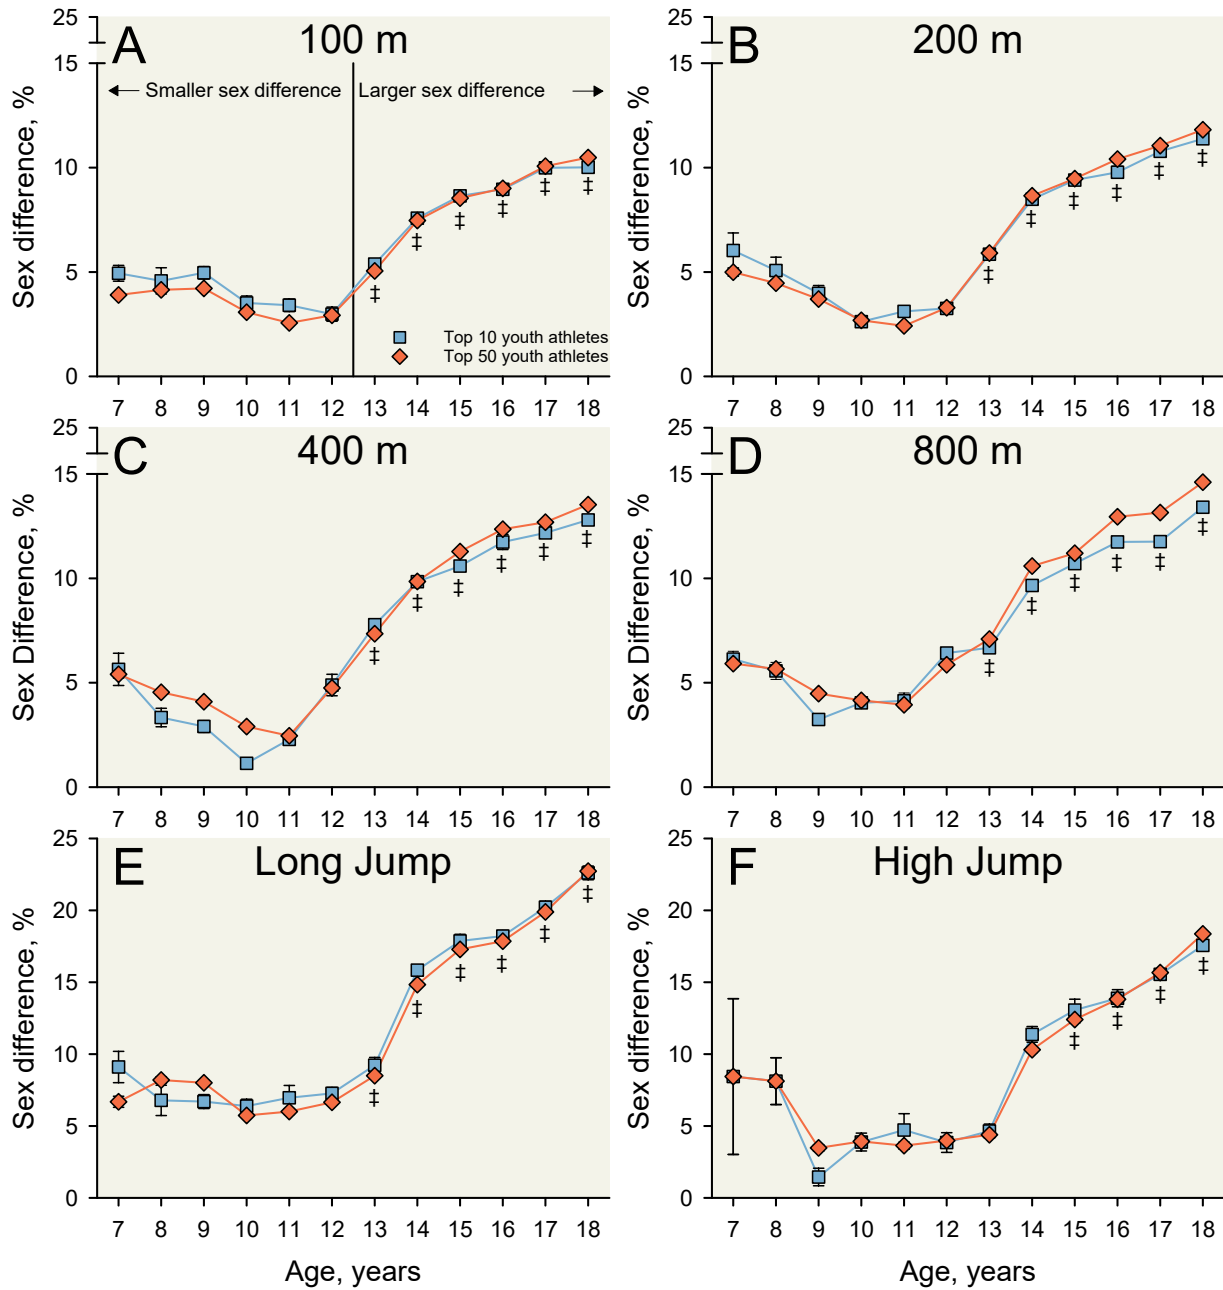 A 100 m
Sex difference, %
25
15
10
5
0
← Smaller sex difference
Larger sex difference →
‡ ‡ ‡ ‡ ‡ ‡
Top 10 youth athletes
Top 50 youth athletes
7 8 9 10 11 12 13 14 15 16 17 18
B 200 m
Sex difference, %
25
15
10
5
0
‡ ‡ ‡ ‡ ‡ ‡
7 8 9 10 11 12 13 14 15 16 17 18
C 400 m
Sex Difference, %
25
15
10
5
0
‡ ‡ ‡ ‡ ‡ ‡
7 8 9 10 11 12 13 14 15 16 17 18
D 800 m
Sex Difference, %
25
15
10
5
0
‡ ‡ ‡ ‡ ‡ ‡
7 8 9 10 11 12 13 14 15 16 17 18
E Long Jump
Sex difference, %
25
20
15
10
5
0
‡ ‡ ‡ ‡ ‡ ‡
7 8 9 10 11 12 13 14 15 16 17 18
Age, years
F High Jump
Sex difference, %
25
20
15
10
5
0
‡ ‡ ‡ ‡
7 8 9 10 11 12 13 14 15 16 17 18
Age, years